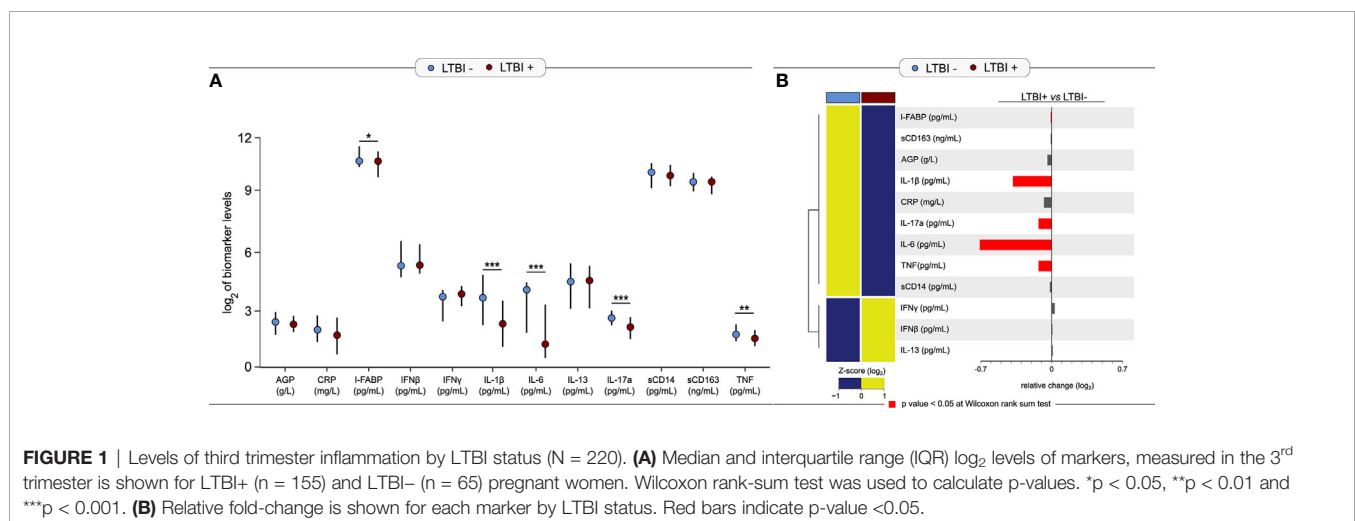 LTBI - LTBI +
A
log2 of biomarker levels
12
9
6
3
0
* *** *** *** **
AGP (g/L)
CRP (mg/L)
I-FABP (pg/mL)
IFNβ (pg/mL)
IFNγ (pg/mL)
IL-1β (pg/mL)
IL-6 (pg/mL)
IL-13 (pg/mL)
IL-17a (pg/mL)
sCD14 (pg/mL)
sCD163 (ng/mL)
TNF (pg/mL)
LTBI - LTBI +
B
LTBI+ vs LTBI-
I-FABP (pg/mL)
sCD163 (ng/mL)
AGP (g/L)
IL-1β (pg/mL)
CRP (mg/L)
IL-17a (pg/mL)
IL-6 (pg/mL)
TNF(pg/mL)
sCD14 (pg/mL)
IFNγ (pg/mL)
IFNβ (pg/mL)
IL-13 (pg/mL)
Z-score (log2)
−1 1
-0.7 0 0.7
relative change (log2)
p value < 0.05 at Wilcoxon rank sum test
FIGURE 1 | Levels of third trimester inflammation by LTBI status (N = 220). (A) Median and interquartile range (IQR) log2 levels of markers, measured in the 3rd
trimester is shown for LTBI+ (n = 155) and LTBI− (n = 65) pregnant women. Wilcoxon rank-sum test was used to calculate p-values. *p < 0.05, **p < 0.01 and
***p < 0.001. (B) Relative fold-change is shown for each marker by LTBI status. Red bars indicate p-value <0.05.